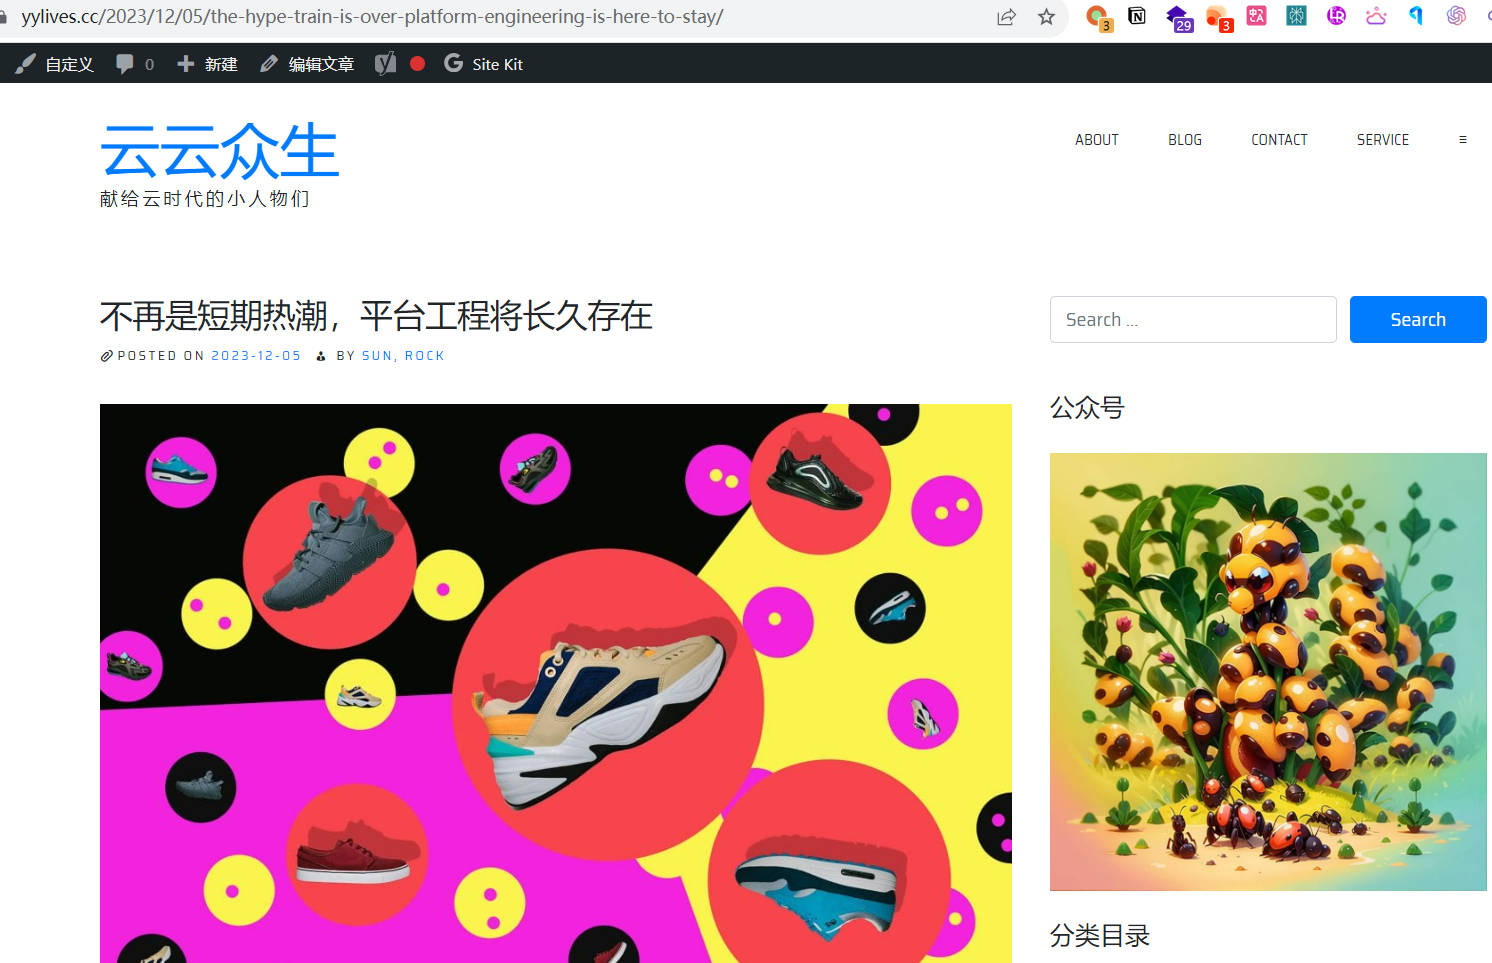 yylives.cc/2023/12/05/the-hype-train-is-over-platform-engineering-is-here-to-stay/
3
29
3
自定义 0 新建 编辑文章 Site Kit
云云众生
献给云时代的小人物们
ABOUT BLOG CONTACT SERVICE ≡
不再是短期热潮，平台工程将长久存在
POSTED ON 2023-12-05 BY SUN, ROCK
Search … Search
公众号
分类目录